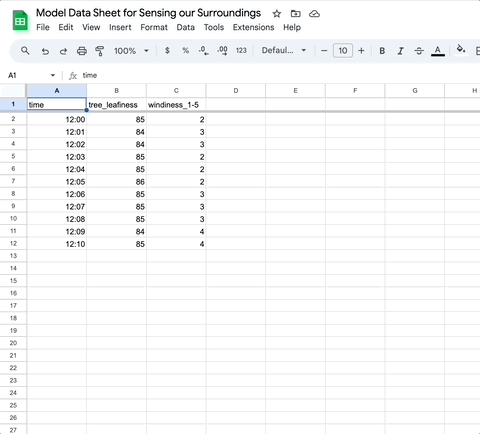 Model Data Sheet for Sensing our Surroundings
File Edit View Insert Format Data Tools Extensions Help
100% $ % .0 .00 123 Defaul... − 10 + B I S A
A1 fx time
A B C D E F G H
1 time tree_leafiness windiness_1-5
2 12:00 85 2
3 12:01 84 3
4 12:02 84 3
5 12:03 85 2
6 12:04 85 2
7 12:05 86 2
8 12:06 85 3
9 12:07 85 3
10 12:08 85 3
11 12:09 84 4
12 12:10 85 4
13
14
15
16
17
18
19
20
21
22
23
24
25
26
27